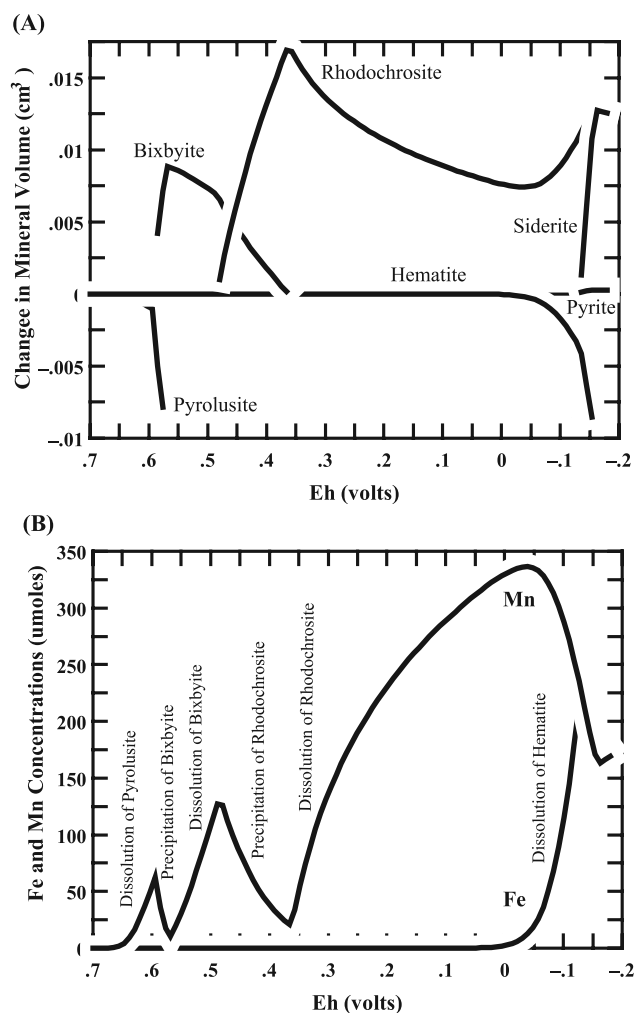 (A)
Changee in Mineral Volume (cm³)
.015
.01
.005
(
–.005
–.01
Rhodochrosite
Bixbyite
Siderite
Hematite
Pyrite
Pyrolusite
.7 .6 .5 .4 .3 .2 .1 0 –.1 –.2
Eh (volts)
(B)
Fe and Mn Concentrations (umoles)
350
300
250
200
150
100
50
(
Dissolution of Pyrolusite
Precipitation of Bixbyite
Dissolution of Bixbyite
Precipitation of Rhodochrosite
Dissolution of Rhodochrosite
Mn
Dissolution of Hematite
Fe
.7 .6 .5 .4 .3 .2 .1 0 –.1 –.2
Eh (volts)